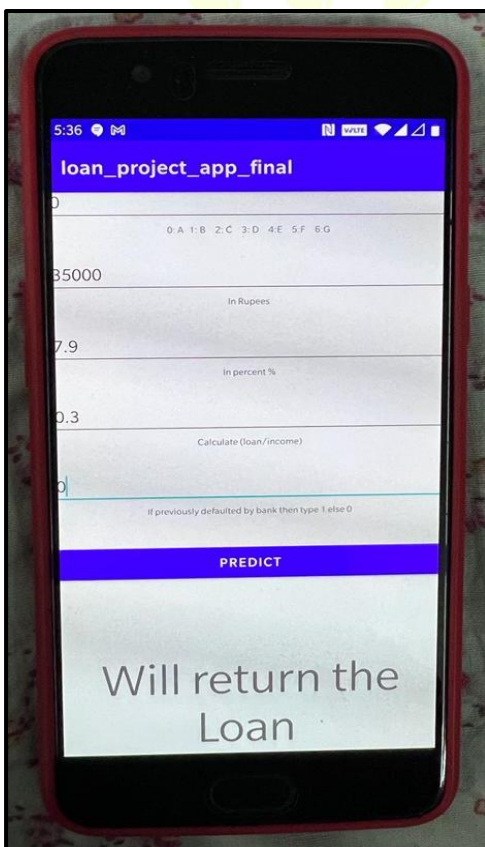 5:36
VoLTE
loan_project_app_final
0
0:A 1:B 2:C 3:D 4:E 5:F 6:G
35000
In Rupees
7.9
In percent %
0.3
Calculate (loan/income)
0
If previously defaulted by bank then type 1 else 0
PREDICT
Will return the
Loan